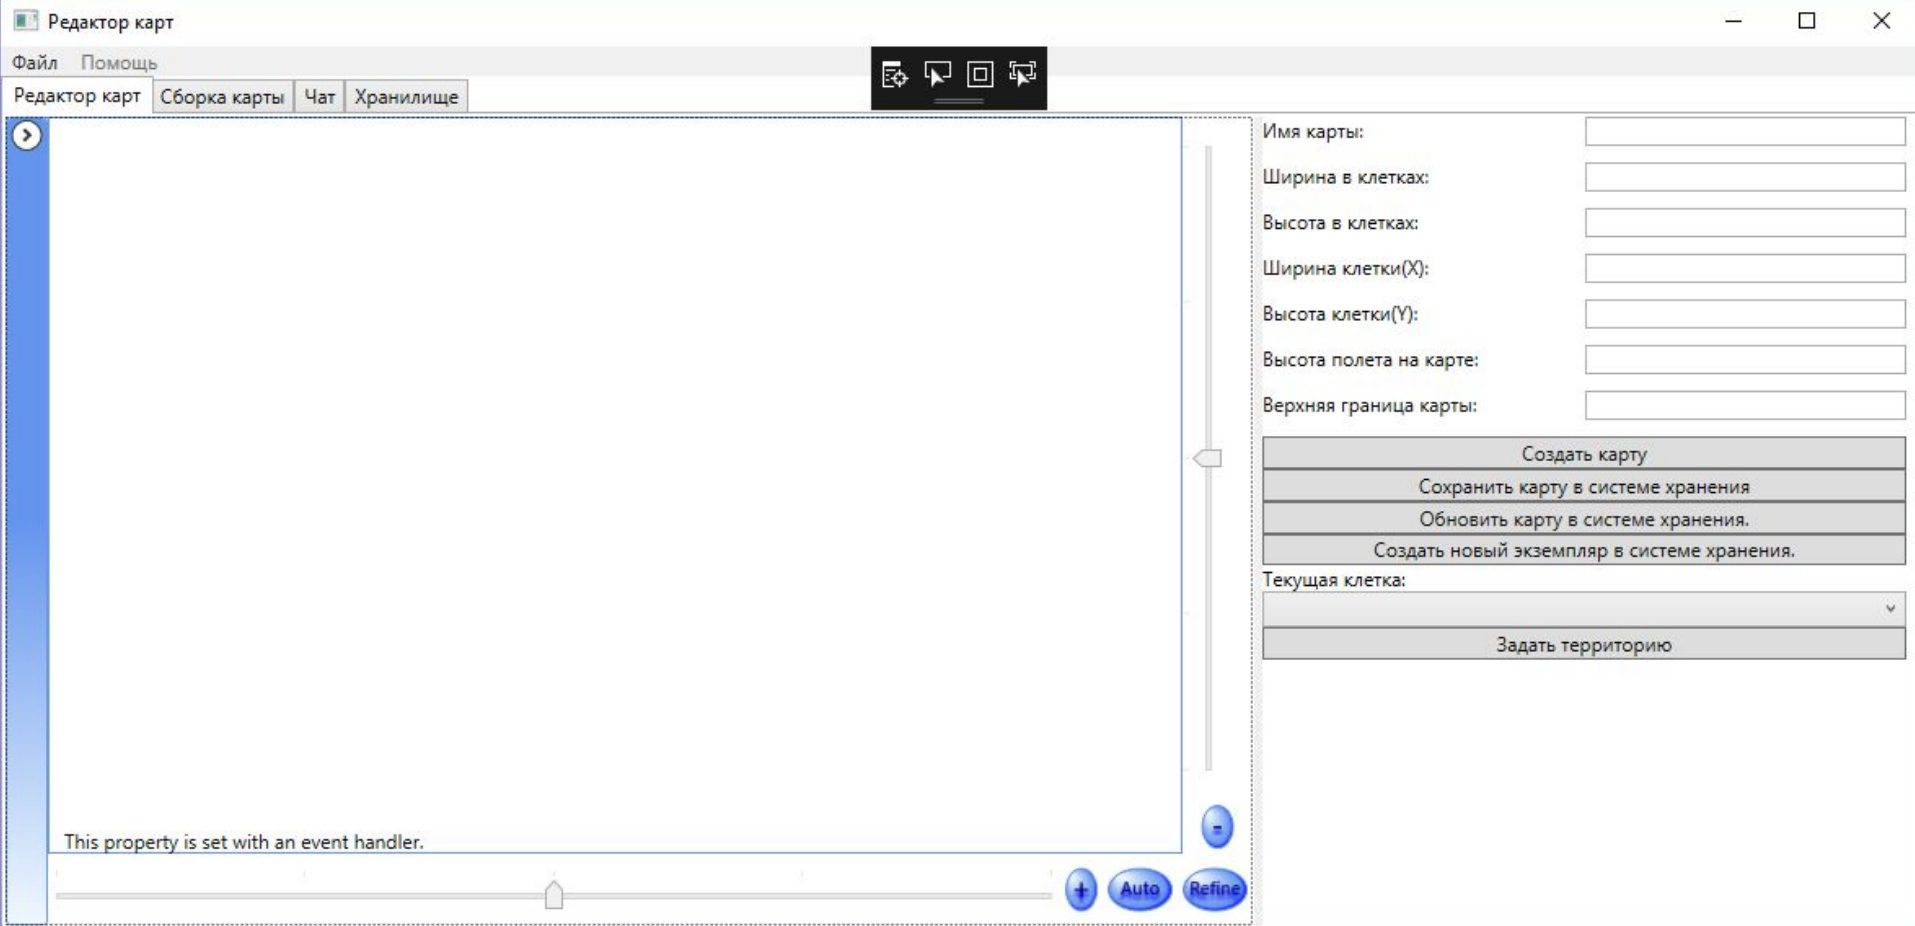 Редактор карт
Файл Помощь
Редактор карт Сборка карты Чат Хранилище
Имя карты:
Ширина в клетках:
Высота в клетках:
Ширина клетки(X):
Высота клетки(Y):
Высота полета на карте:
Верхняя граница карты:
Создать карту
Сохранить карту в системе хранения
Обновить карту в системе хранения.
Создать новый экземпляр в системе хранения.
Текущая клетка:
Задать территорию
This property is set with an event handler.
-
+ Auto Refine